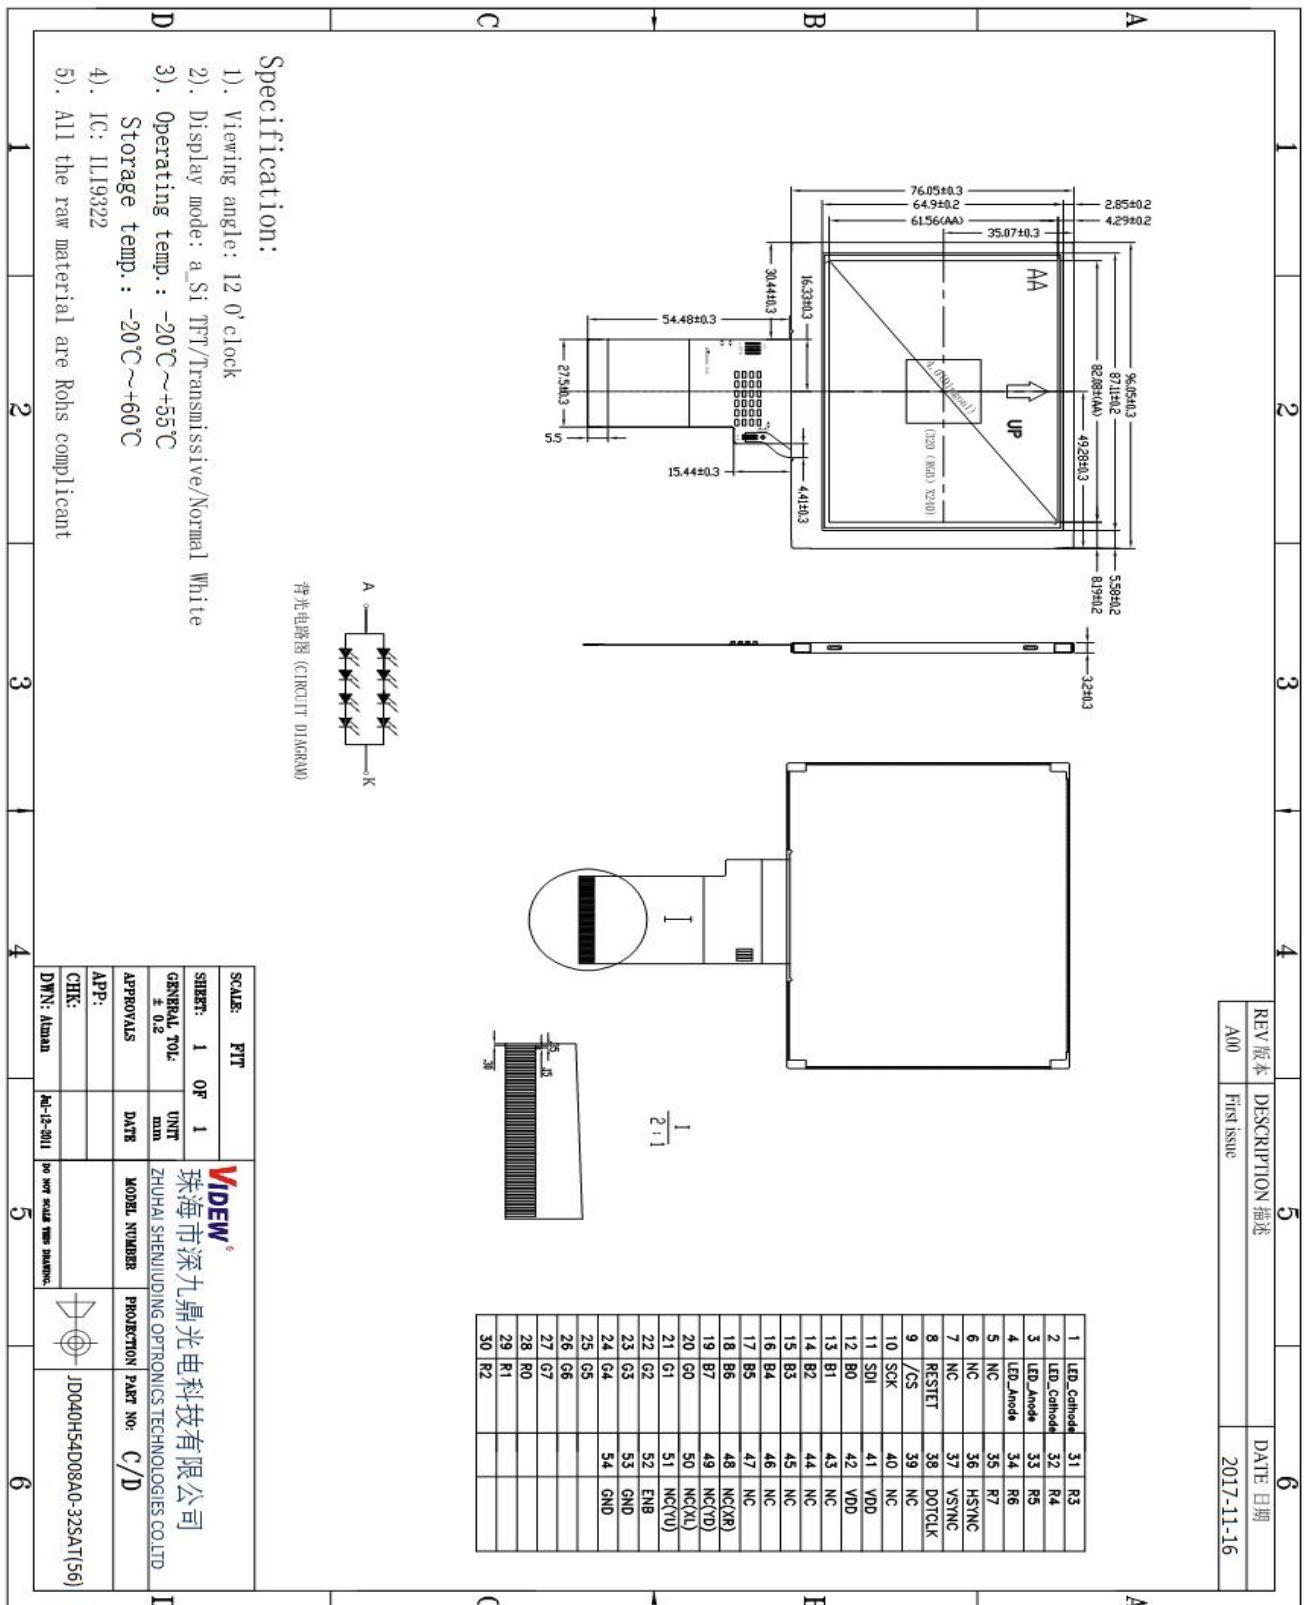 D
C
B
A
1
2
3
4
5
6
REV 版本
DESCRIPTION 描述
DATE 日期
A00
First issue
2017-11-16
76.05±0.3
64.9±0.2
61.56(AA)
35.07±0.3
2.85±0.2
4.29±0.2
96.05±0.3
87.11±0.2
82.08±(AA)
49.28±0.3
5.58±0.2
8.19±0.2
AA
UP
(320 (RGB) X240)
30.44±0.3
16.33±0.3
54.48±0.3
27.5±0.3
5.5
15.44±0.3
4.41±0.3
3.2±0.3
I
I
2:1
.15
.30
A
K
背光电路图 (CIRCUIT DIAGRAM)
Specification:
1). Viewing angle: 12 O'clock
2). Display mode: a_Si TFT/Transmissive/Normal White
3). Operating temp.: -20℃~+55℃
Storage temp.: -20℃~+60℃
4). IC: ILI9322
5). All the raw material are Rohs complicant
1 LED_Cathode 31 R3
2 LED_Cathode 32 R4
3 LED_Anode 33 R5
4 LED_Anode 34 R6
5 NC 35 R7
6 NC 36 HSYNC
7 NC 37 VSYNC
8 RESTET 38 DOTCLK
9 /CS 39 NC
10 SCK 40 NC
11 SDI 41 VDD
12 B0 42 VDD
13 B1 43 NC
14 B2 44 NC
15 B3 45 NC
16 B4 46 NC
17 B5 47 NC
18 B6 48 NC(XR)
19 B7 49 NC(YD)
20 G0 50 NC(XL)
21 G1 51 NC(YU)
22 G2 52 ENB
23 G3 53 GND
24 G4 54 GND
25 G5
26 G6
27 G7
28 R0
29 R1
30 R2
SCALE: FIT
SHEET: 1 OF 1
GENERAL TOL: ± 0.2
UNIT mm
APPROVALS
DATE
APP:
CHK:
DWN: Atman
Jul-12-2011
VIDEW®
珠海市深九鼎光电科技有限公司
ZHUHAI SHENJIUDING OPTRONICS TECHNOLOGIES CO.LTD
MODEL NUMBER
PROJECTION
PART NO: C/D
DO NOT SCALE THIS DRAWING.
JD040H54D08A0-32SAT(56)
1
2
3
4
5
6